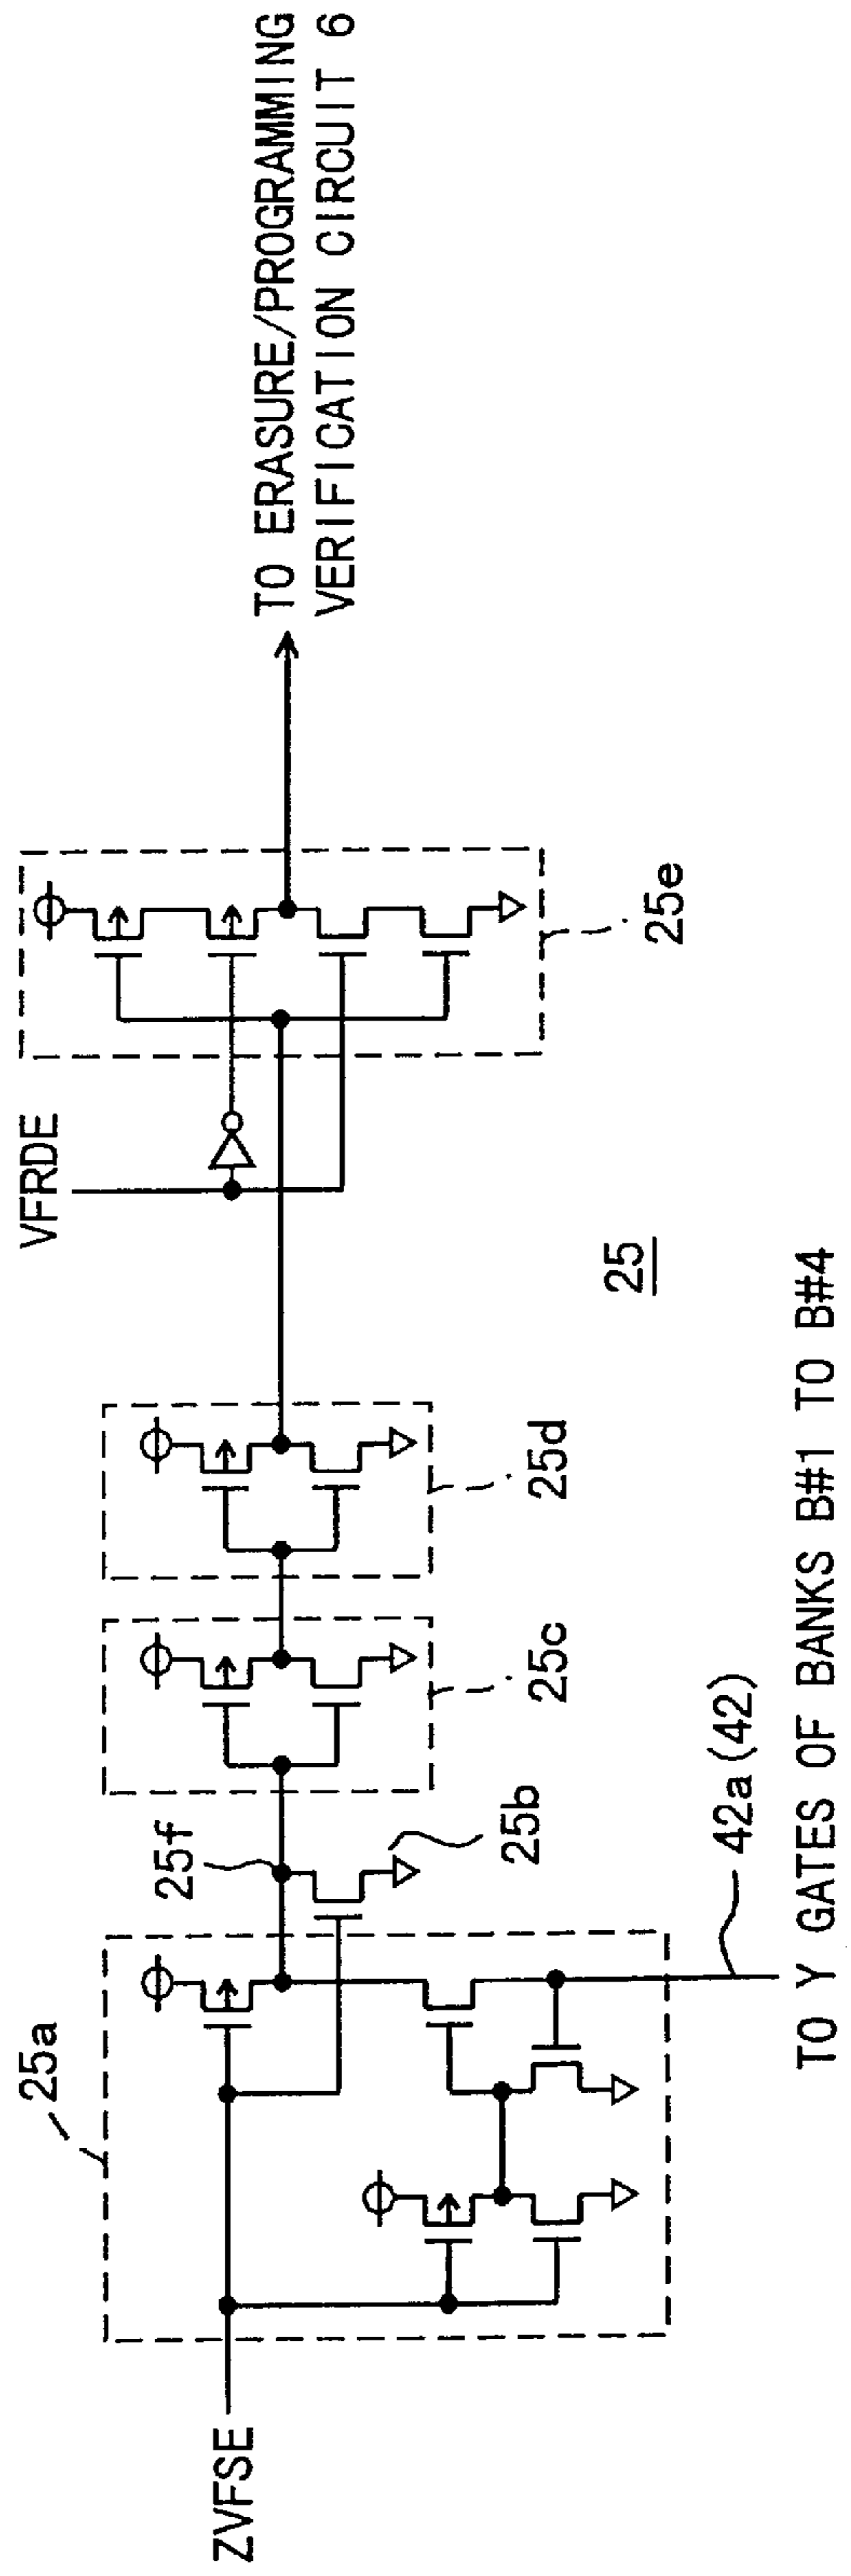 ZVFSE
25a
25f
25b
25c
25d
VFRDE
25e
TO ERASURE/PROGRAMMING
VERIFICATION CIRCUIT 6
25
42a (42)
TO Y GATES OF BANKS B#1 TO B#4